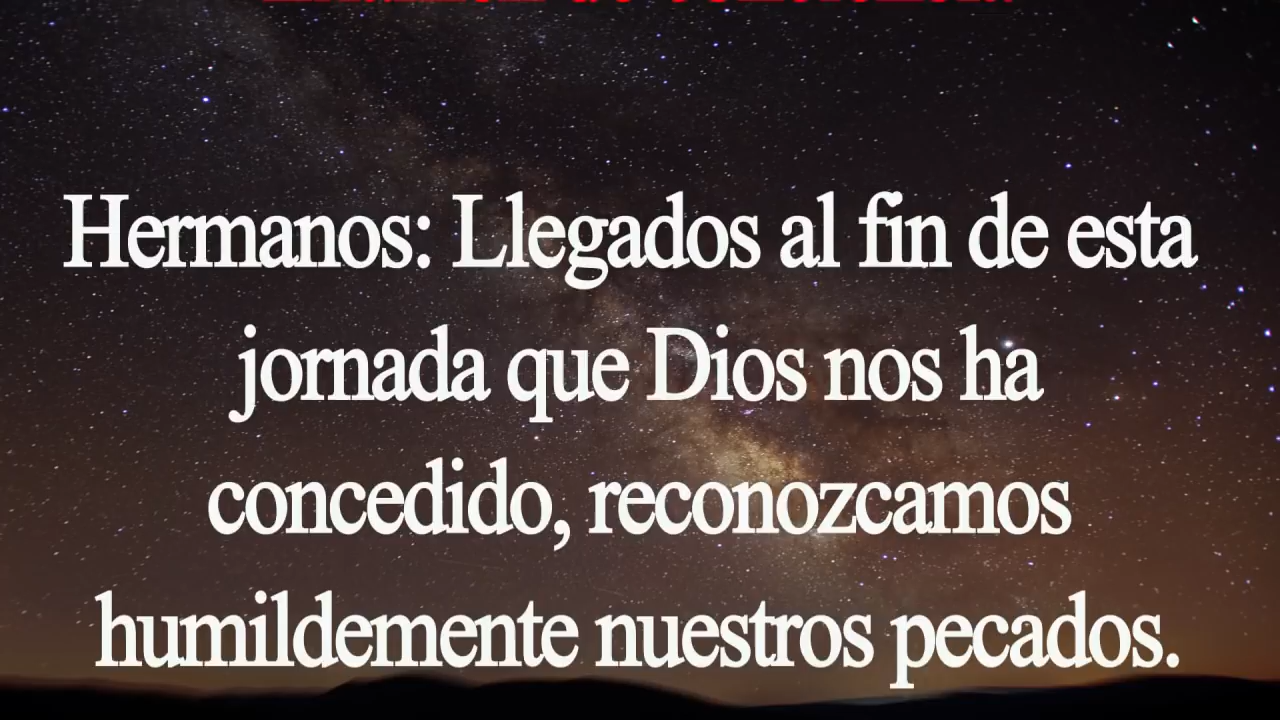 Hermanos: Llegados al fin de esta
jornada que Dios nos ha
concedido, reconozcamos
humildemente nuestros pecados.